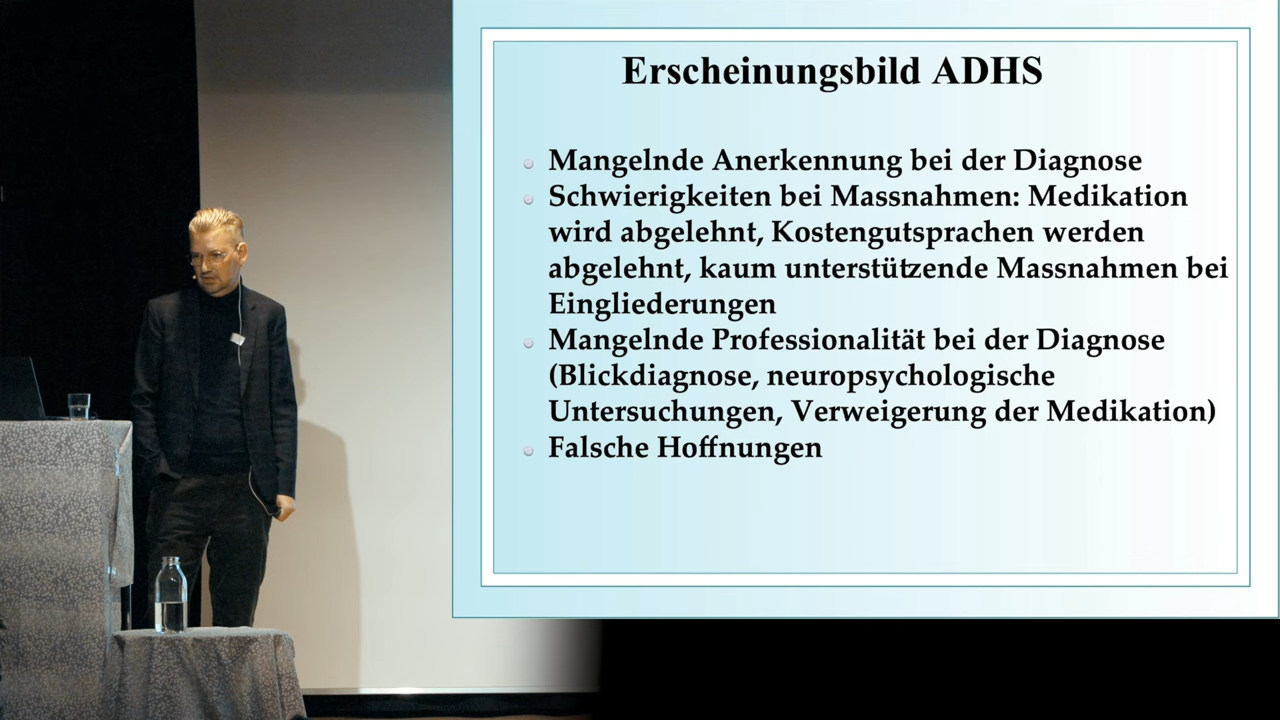 Erscheinungsbild ADHS
Mangelnde Anerkennung bei der Diagnose
Schwierigkeiten bei Massnahmen: Medikation
wird abgelehnt, Kostengutsprachen werden
abgelehnt, kaum unterstützende Massnahmen bei
Eingliederungen
Mangelnde Professionalität bei der Diagnose
(Blickdiagnose, neuropsychologische
Untersuchungen, Verweigerung der Medikation)
Falsche Hoffnungen